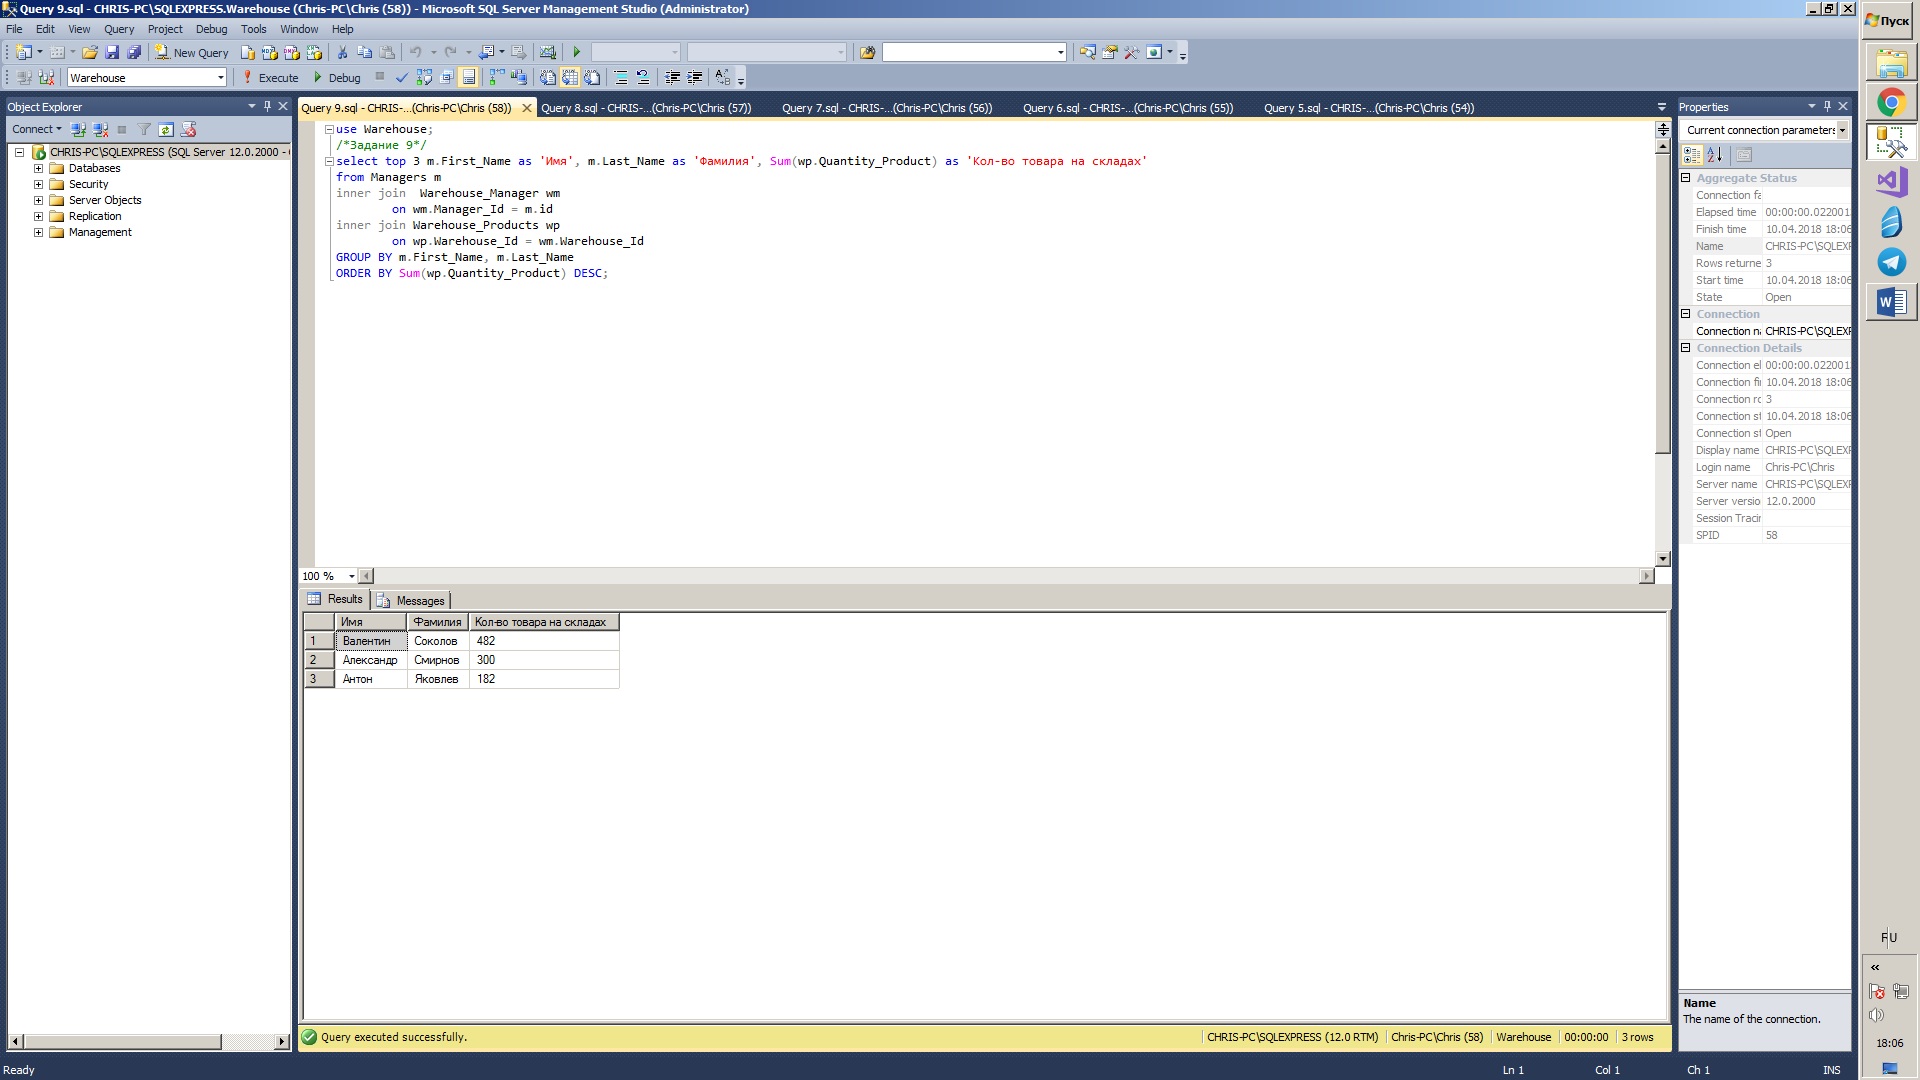 Query 9.sql - CHRIS-PC\SQLEXPRESS.Warehouse (Chris-PC\Chris (58)) - Microsoft SQL Server Management Studio (Administrator)
File Edit View Query Project Debug Tools Window Help
New Query
Warehouse Execute Debug
Object Explorer
Connect
CHRIS-PC\SQLEXPRESS (SQL Server 12.0.2000 -
Databases
Security
Server Objects
Replication
Management
Query 9.sql - CHRIS-...(Chris-PC\Chris (58)) Query 8.sql - CHRIS-...(Chris-PC\Chris (57)) Query 7.sql - CHRIS-...(Chris-PC\Chris (56)) Query 6.sql - CHRIS-...(Chris-PC\Chris (55)) Query 5.sql - CHRIS-...(Chris-PC\Chris (54))
use Warehouse;
/*Задание 9*/
select top 3 m.First_Name as 'Имя', m.Last_Name as 'Фамилия', Sum(wp.Quantity_Product) as 'Кол-во товара на складах'
from Managers m
inner join Warehouse_Manager wm
on wm.Manager_Id = m.id
inner join Warehouse_Products wp
on wp.Warehouse_Id = wm.Warehouse_Id
GROUP BY m.First_Name, m.Last_Name
ORDER BY Sum(wp.Quantity_Product) DESC;
100 %
Results Messages
Имя Фамилия Кол-во товара на складах
1 Валентин Соколов 482
2 Александр Смирнов 300
3 Антон Яковлев 182
Query executed successfully. CHRIS-PC\SQLEXPRESS (12.0 RTM) Chris-PC\Chris (58) Warehouse 00:00:00 3 rows
Properties
Current connection parameters
Aggregate Status
Connection fa
Elapsed time 00:00:00.022001
Finish time 10.04.2018 18:06
Name CHRIS-PC\SQLEXP
Rows returne 3
Start time 10.04.2018 18:06
State Open
Connection
Connection na CHRIS-PC\SQLEXP
Connection Details
Connection el 00:00:00.022001
Connection fi 10.04.2018 18:06
Connection ro 3
Connection st 10.04.2018 18:06
Connection st Open
Display name CHRIS-PC\SQLEXP
Login name Chris-PC\Chris
Server name CHRIS-PC\SQLEXP
Server versio 12.0.2000
Session Tracin
SPID 58
Name
The name of the connection.
Ready Ln 1 Col 1 Ch 1 INS
Пуск
RU
18:06